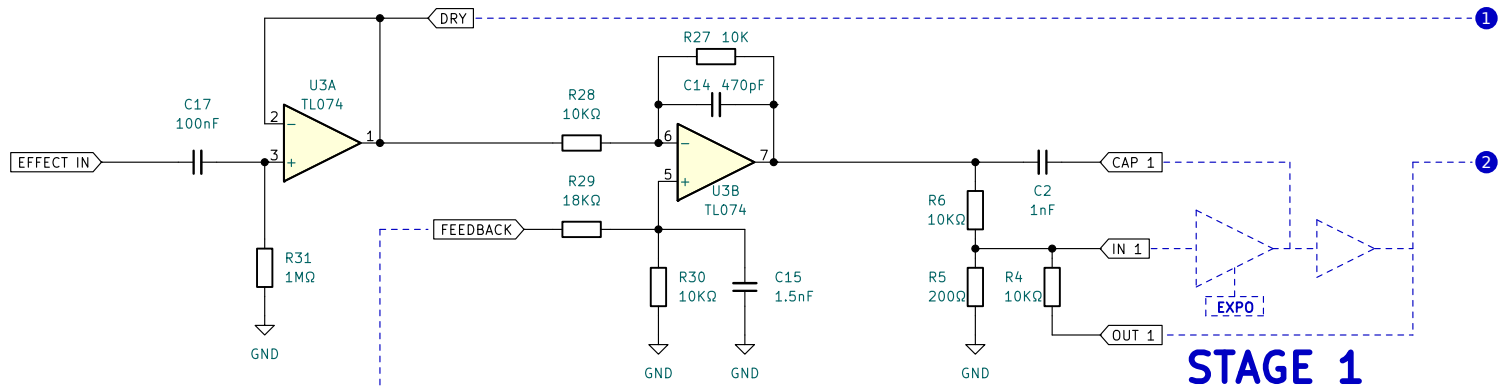 DRY
1
R27 10K
U3A
TL074
C14 470pF
C17
100nF
R28
10KΩ
2
−
1
6
−
3
+
7
EFFECT IN
CAP 1
2
5
+
R29
18KΩ
U3B
TL074
C2
1nF
R6
10KΩ
FEEDBACK
IN 1
R31
1MΩ
R30
10KΩ
C15
1.5nF
R5
200Ω
R4
10KΩ
EXPO
OUT 1
GND
GND
GND
GND
STAGE 1